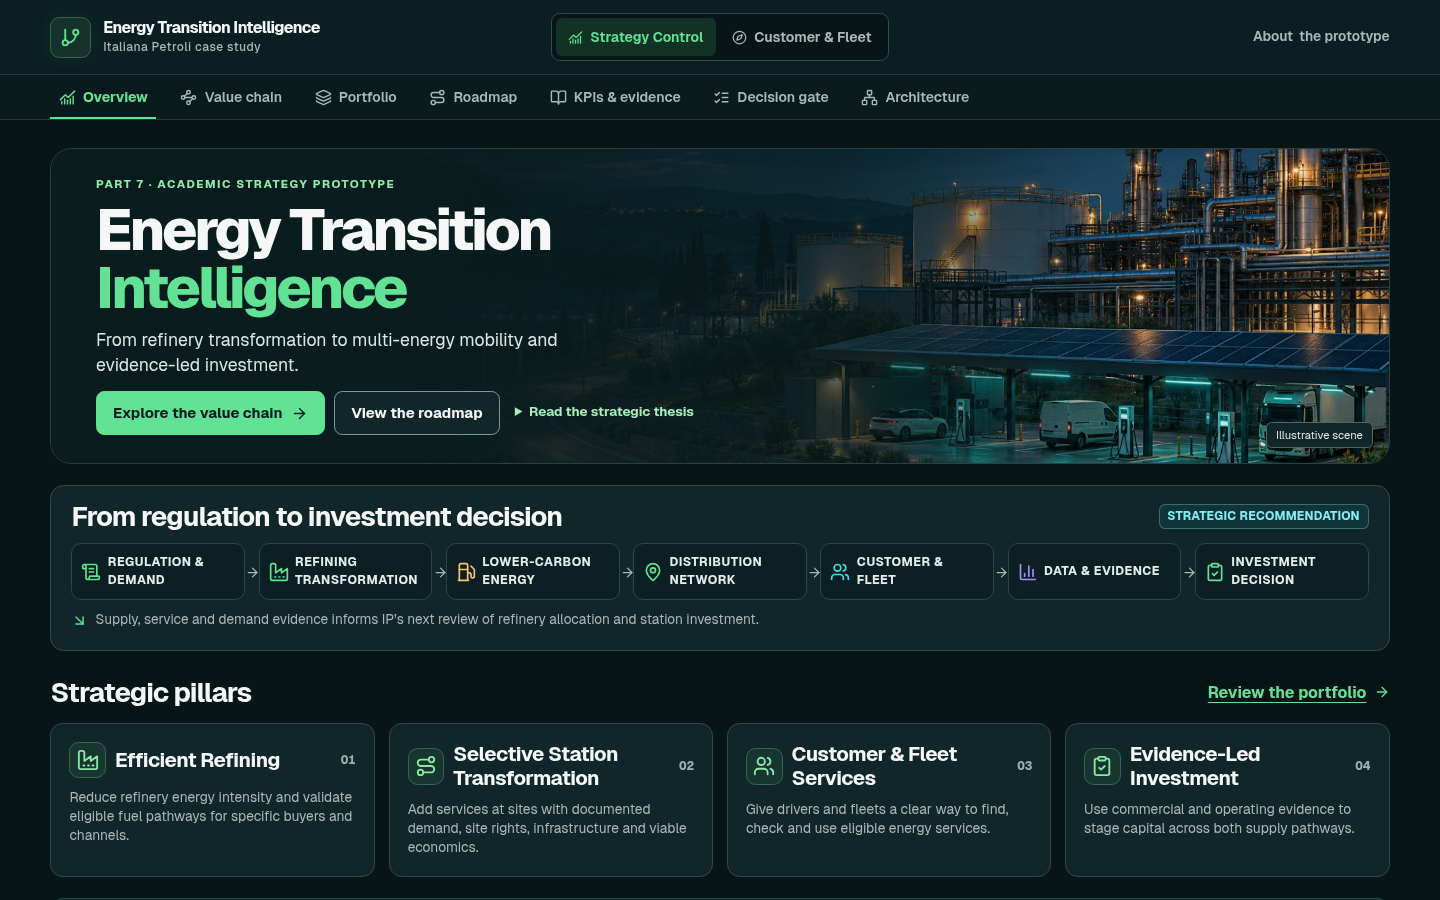 Energy Transition Intelligence
Italiana Petroli case study
Strategy Control
Customer & Fleet
About the prototype
Overview
Value chain
Portfolio
Roadmap
KPIs & evidence
Decision gate
Architecture
PART 7 · ACADEMIC STRATEGY PROTOTYPE
Energy Transition
Intelligence
From refinery transformation to multi-energy mobility and
evidence-led investment.
Explore the value chain
View the roadmap
Read the strategic thesis
Illustrative scene
From regulation to investment decision
STRATEGIC RECOMMENDATION
REGULATION &
DEMAND
REFINING
TRANSFORMATION
LOWER-CARBON
ENERGY
DISTRIBUTION
NETWORK
CUSTOMER &
FLEET
DATA & EVIDENCE
INVESTMENT
DECISION
Supply, service and demand evidence informs IP's next review of refinery allocation and station investment.
Strategic pillars
Review the portfolio
Efficient Refining
01
Reduce refinery energy intensity and validate
eligible fuel pathways for specific buyers and
channels.
Selective Station
Transformation
02
Add services at sites with documented
demand, site rights, infrastructure and viable
economics.
Customer & Fleet
Services
03
Give drivers and fleets a clear way to find,
check and use eligible energy services.
Evidence-Led
Investment
04
Use commercial and operating evidence to
stage capital across both supply pathways.